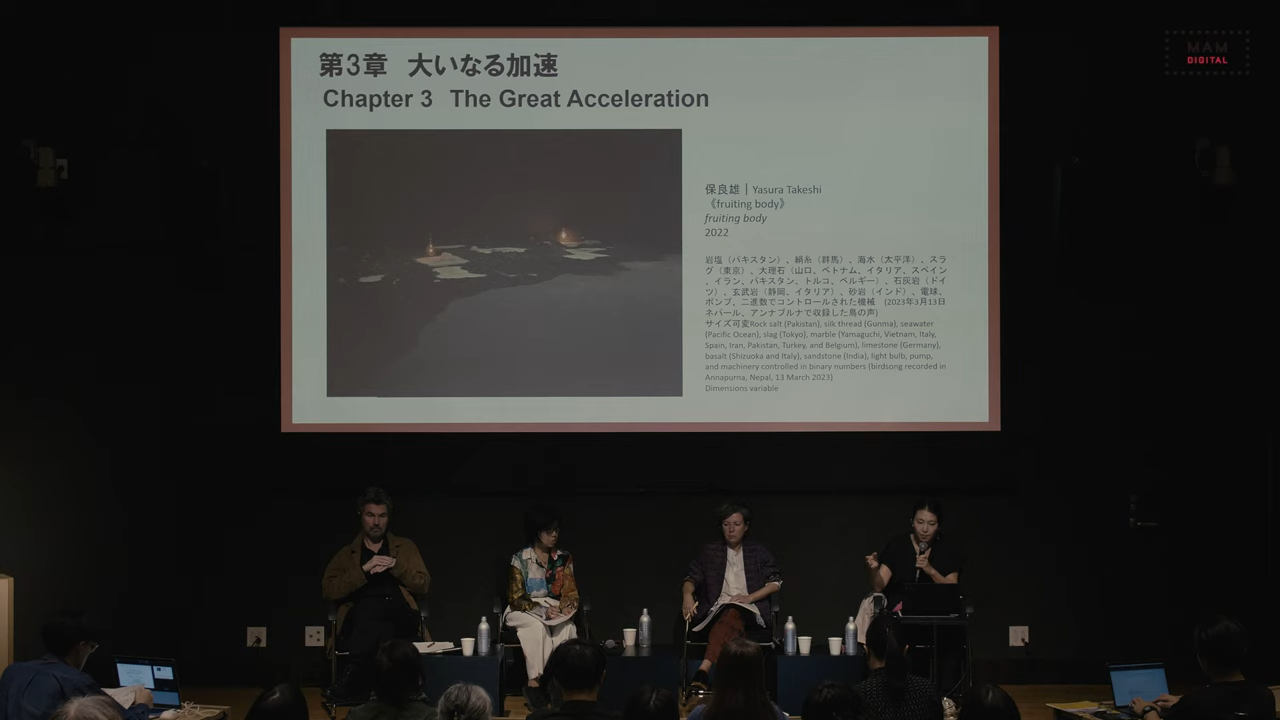 第3章 大いなる加速
Chapter 3 The Great Acceleration
MAM
DIGITAL
保良雄｜Yasura Takeshi
《fruiting body》
fruiting body
2022
岩塩（パキスタン）、絹糸（群馬）、海水（太平洋）、スラ
グ（東京）、大理石（山口、ベトナム、イタリア、スペイン
、イラン、パキスタン、トルコ、ベルギー）、石灰岩（ドイ
ツ）、玄武岩（静岡、イタリア）、砂岩（インド）、電球、
ポンプ、二進数でコントロールされた機械　(2023年3月13日
ネパール、アンナプルナで収録した鳥の声)
サイズ可変Rock salt (Pakistan), silk thread (Gunma), seawater
(Pacific Ocean), slag (Tokyo), marble (Yamaguchi, Vietnam, Italy,
Spain, Iran, Pakistan, Turkey, and Belgium), limestone (Germany),
basalt (Shizuoka and Italy), sandstone (India), light bulb, pump,
and machinery controlled in binary numbers (birdsong recorded in
Annapurna, Nepal, 13 March 2023)
Dimensions variable